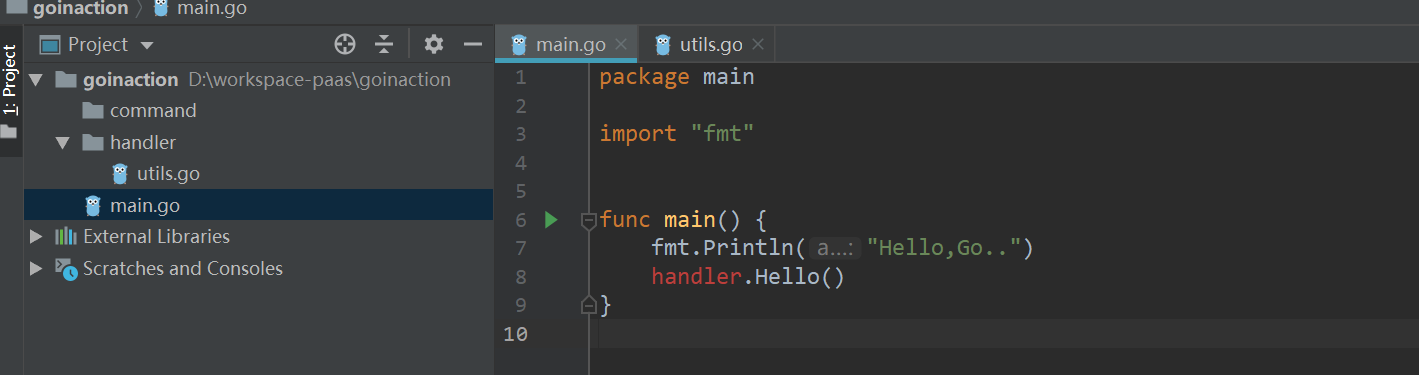 goinaction 〉 main.go
1: Project
Project
goinaction D:\workspace-paas\goinaction
command
handler
utils.go
main.go
External Libraries
Scratches and Consoles
main.go utils.go
1 package main
2
3 import "fmt"
4
5
6 func main() {
7 fmt.Println( a...: "Hello,Go..")
8 handler.Hello()
9 }
10